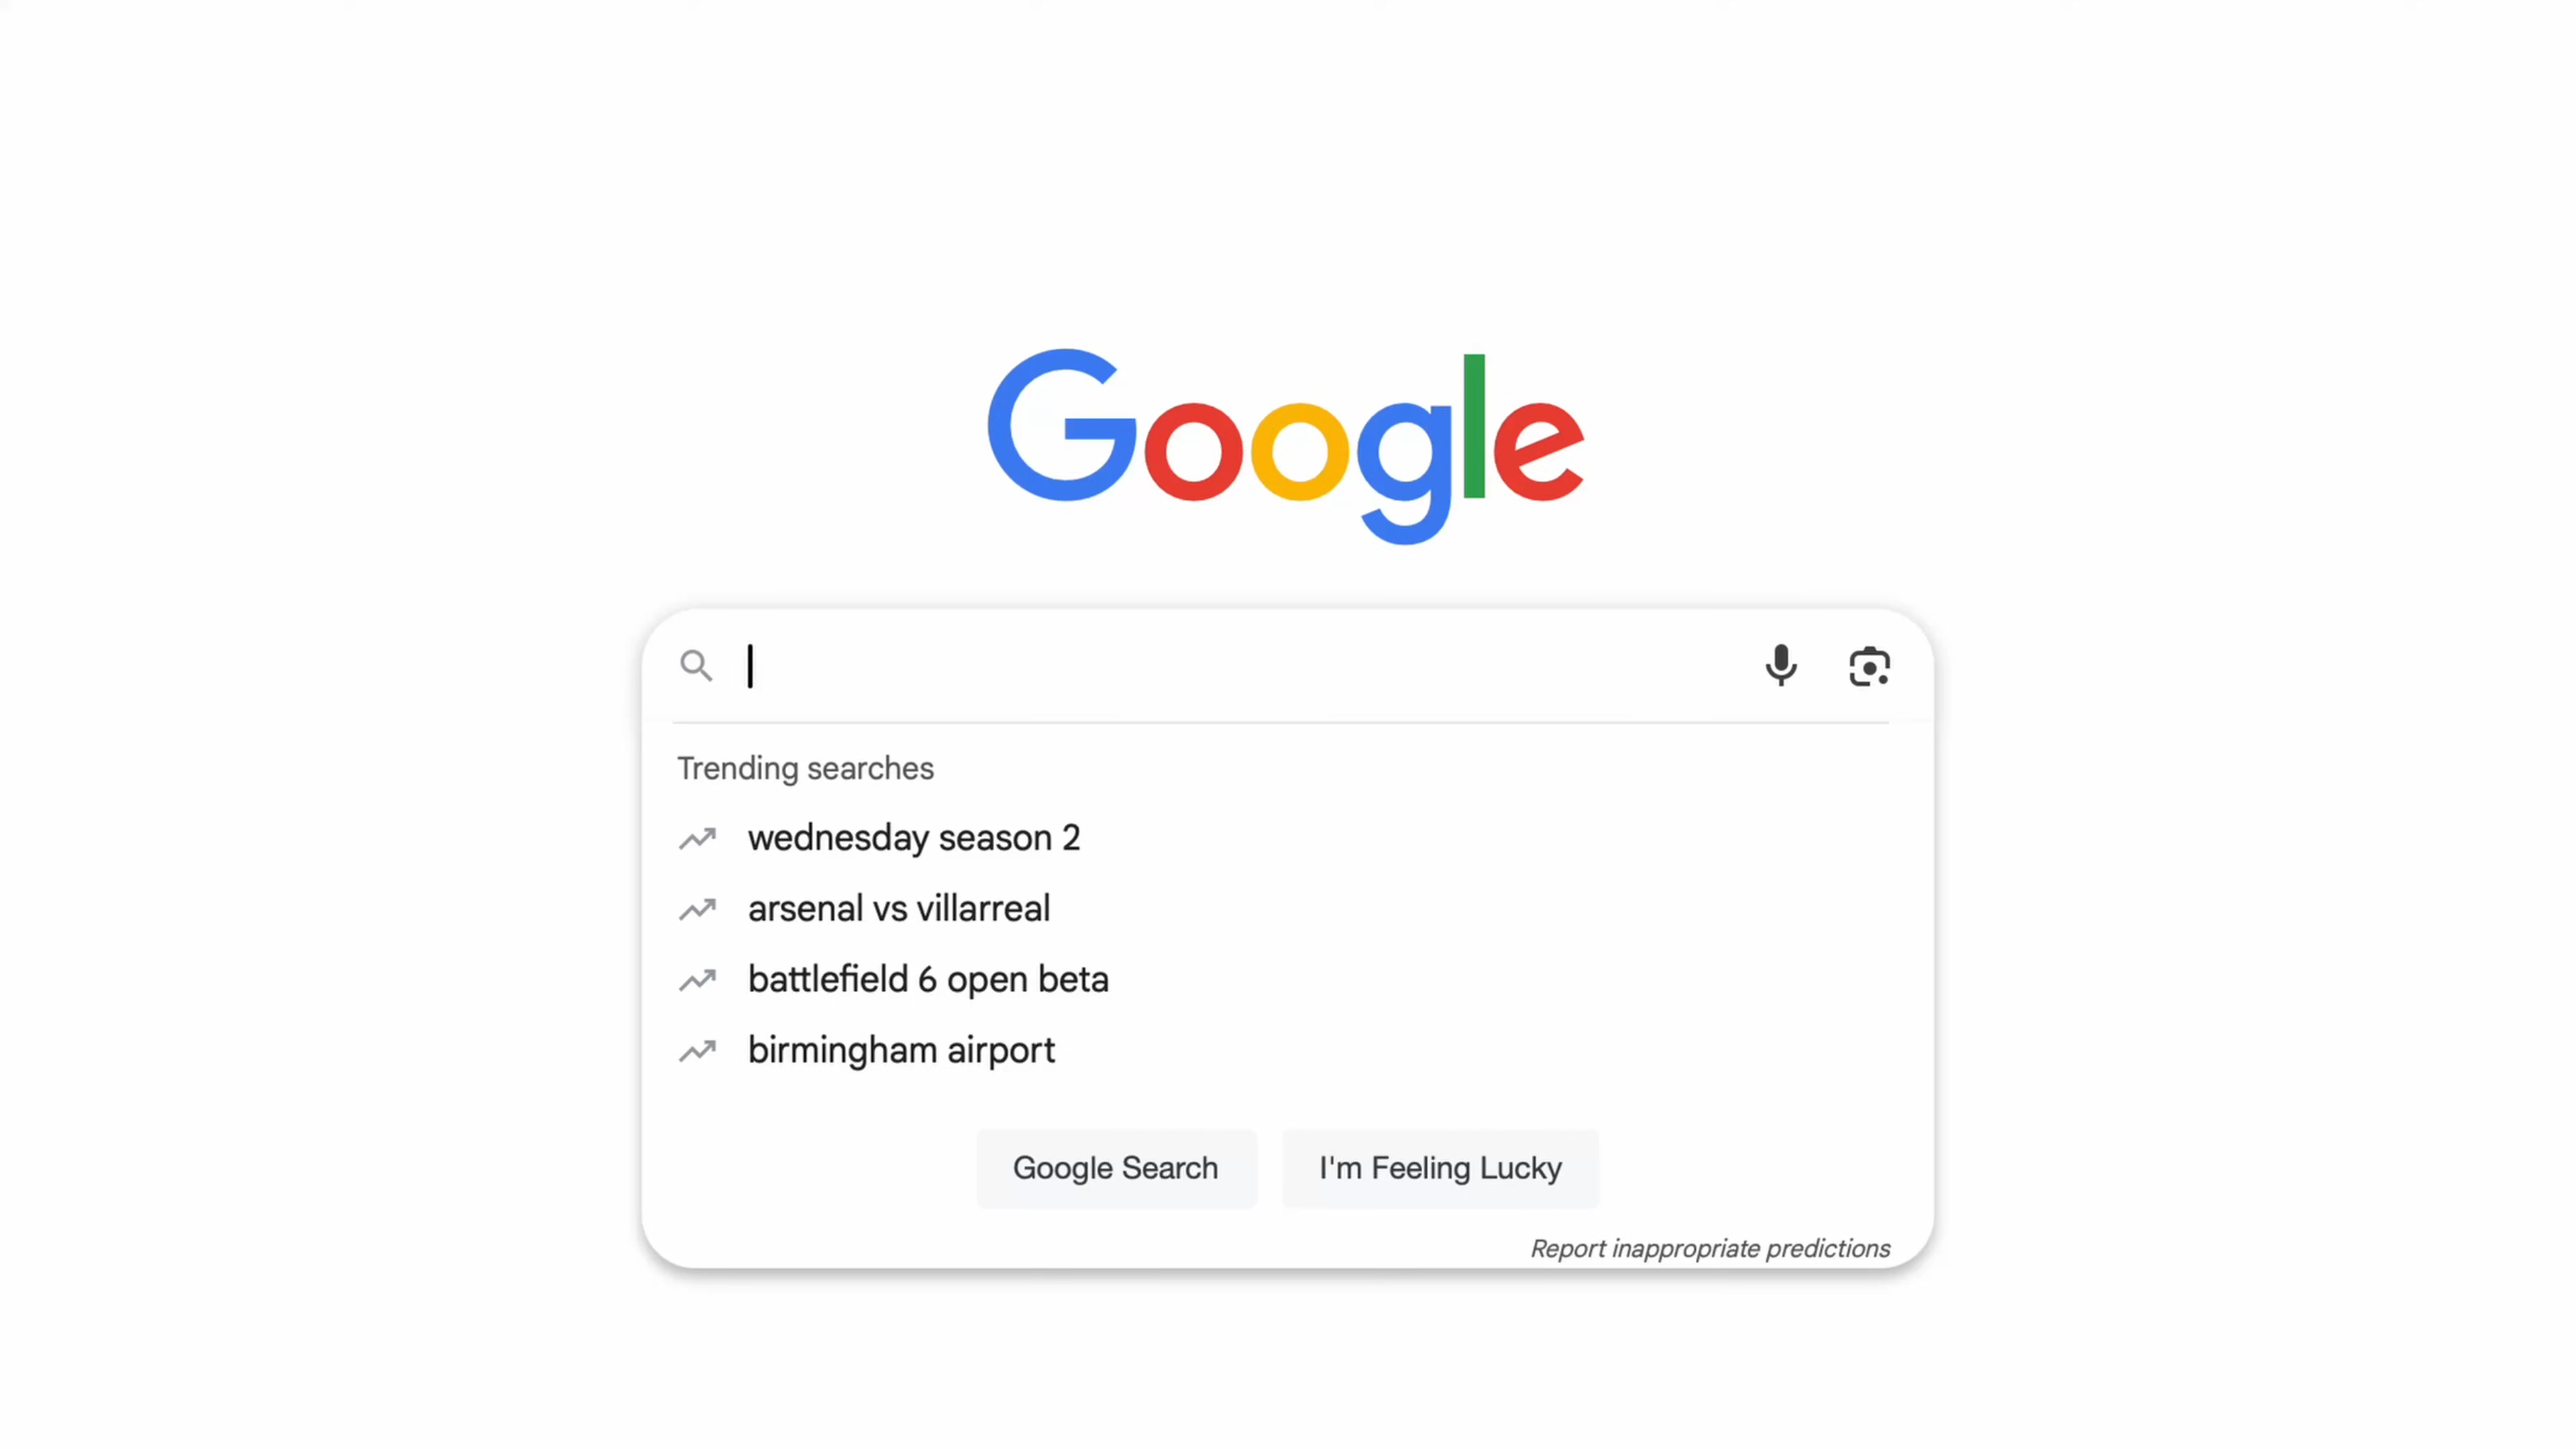 Google
Trending searches
wednesday season 2
arsenal vs villarreal
battlefield 6 open beta
birmingham airport
Google Search
I'm Feeling Lucky
Report inappropriate predictions